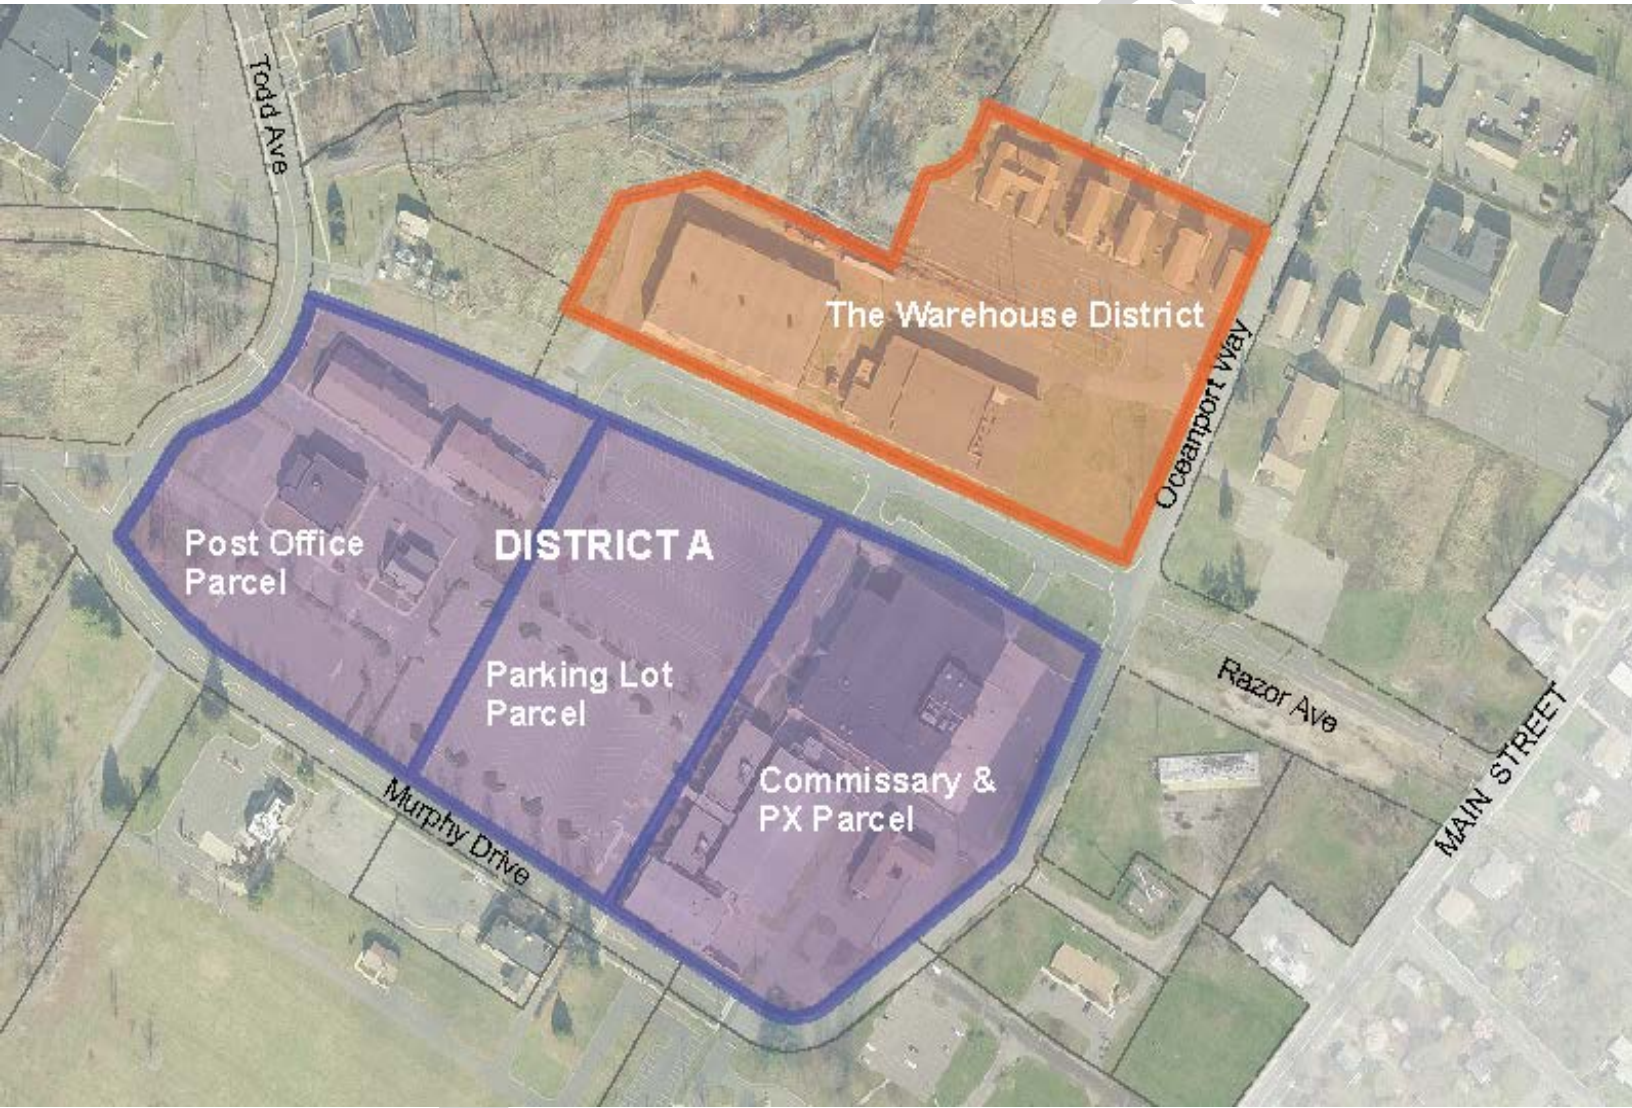 Todd Ave
The Warehouse District
Oceanport Way
Post Office
Parcel
DISTRICT A
Parking Lot
Parcel
Razor Ave
MAIN STREET
Commissary &
PX Parcel
Murphy Drive